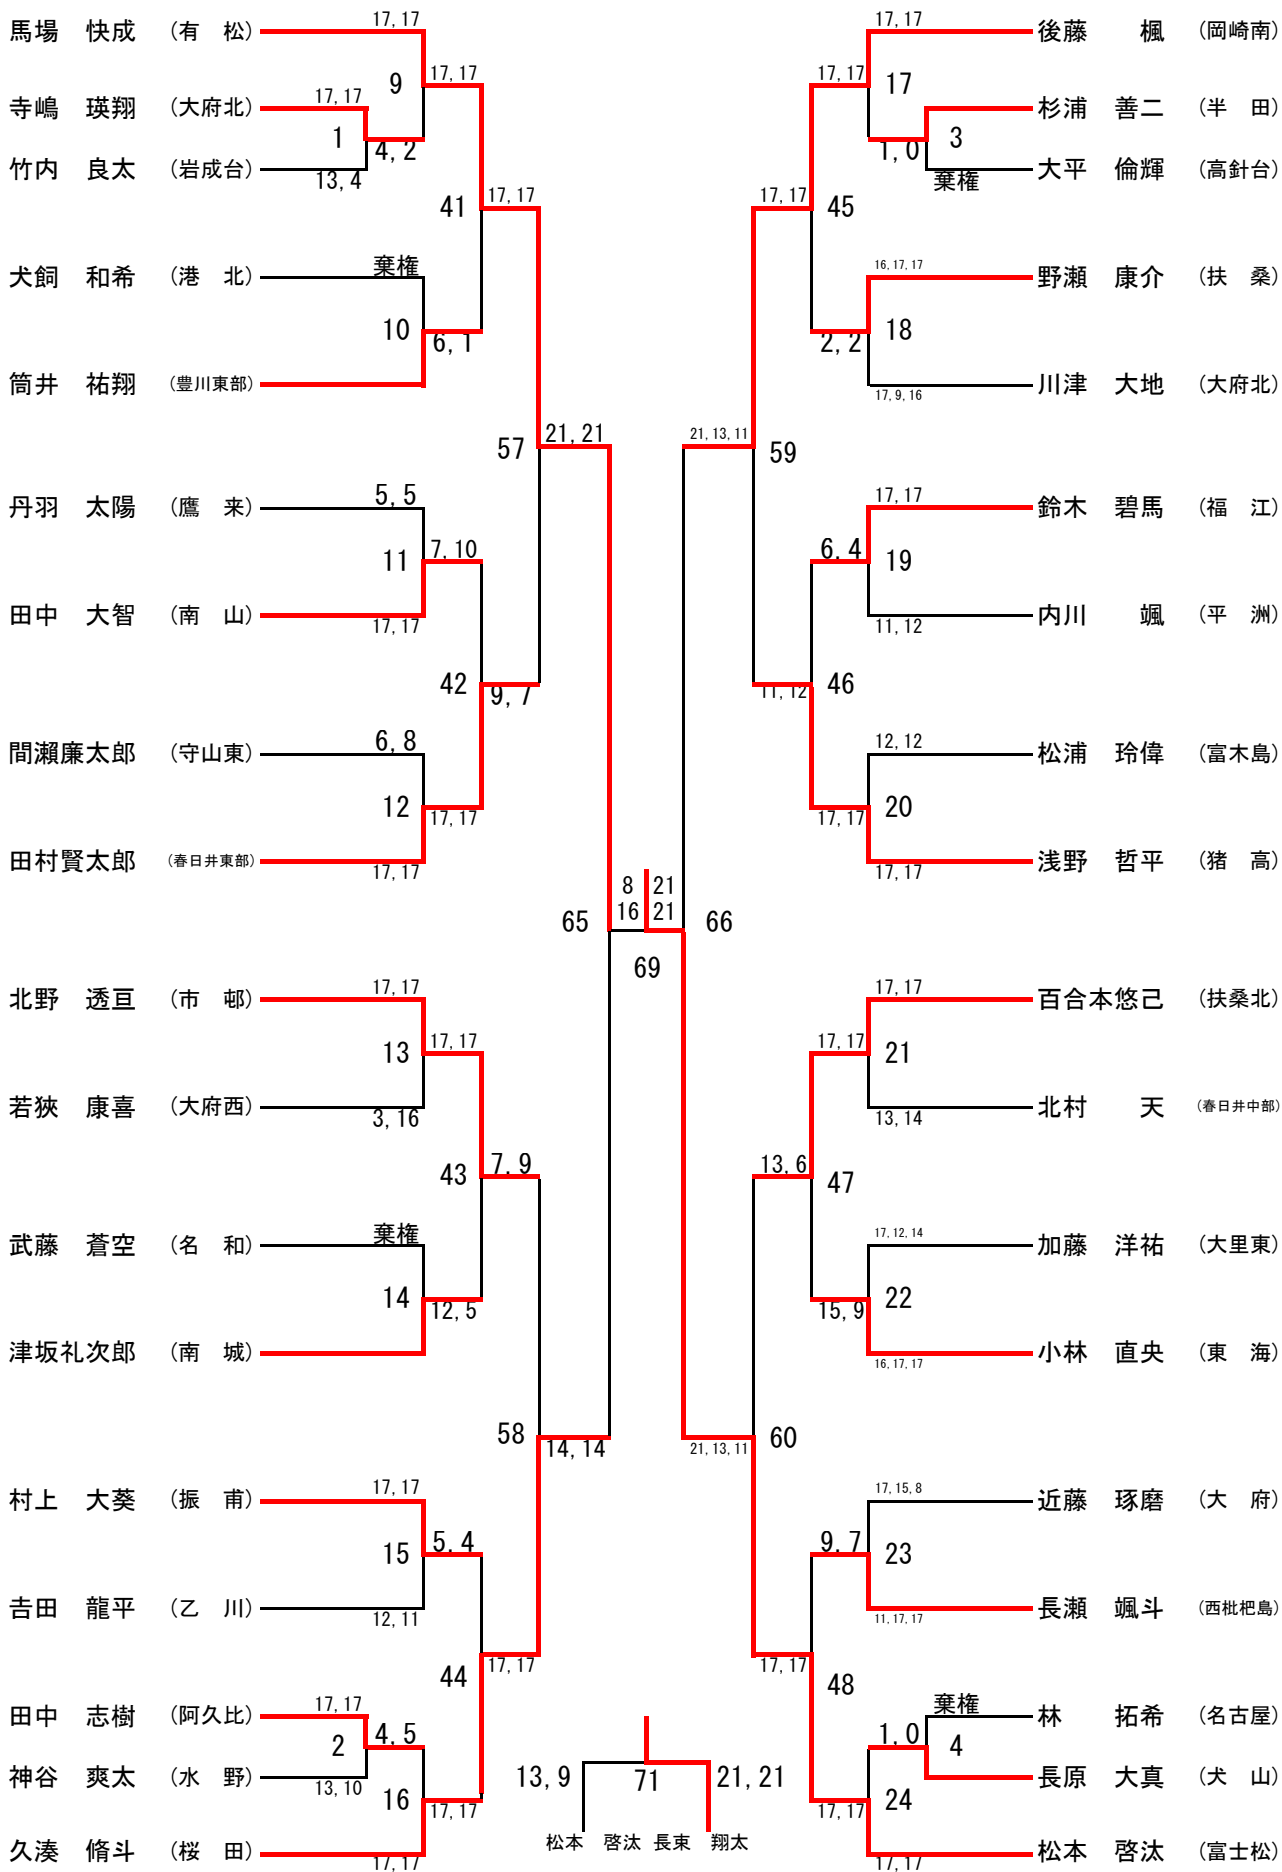 馬場　快成　（有　松）　17, 17
9　17, 17
寺嶋　瑛翔　（大府北）　17, 17
1　4, 2
竹内　良太　（岩成台）　13, 4
41　17, 17
犬飼　和希　（港　北）　棄権
10　6, 1
筒井　祐翔　（豊川東部）
57　21, 21
丹羽　太陽　（鷹　来）　5, 5
11　7, 10
田中　大智　（南　山）　17, 17
42　9, 7
間瀬廉太郎　（守山東）　6, 8
12　17, 17
田村賢太郎　（春日井東部）　17, 17
65
北野　透亘　（市　邨）　17, 17
13　17, 17
若狹　康喜　（大府西）　3, 16
43　7, 9
武藤　蒼空　（名　和）　棄権
14　12, 5
津坂礼次郎　（南　城）
58　14, 14
村上　大葵　（振　甫）　17, 17
15　5, 4
吉田　龍平　（乙　川）　12, 11
44　17, 17
田中　志樹　（阿久比）　17, 17
2　4, 5
神谷　爽太　（水　野）　13, 10
16　17, 17
久湊　脩斗　（桜　田）　17, 17
8　21
16　21
69
13, 9　71　21, 21
松本　啓汰　長東　翔太
17, 17　後藤　楓　（岡崎南）
17, 17　17
杉浦　善二　（半　田）
1, 0　3
棄権　大平　倫輝　（高針台）
17, 17　45
16, 17, 17　野瀬　康介　（扶　桑）
2, 2　18
17, 9, 16　川津　大地　（大府北）
21, 13, 11　59
17, 17　鈴木　碧馬　（福　江）
6, 4　19
11, 12　内川　颯　（平　洲）
11, 12　46
12, 12　松浦　玲偉　（富木島）
17, 17　20
17, 17　浅野　哲平　（猪　高）
66
17, 17　百合本悠己　（扶桑北）
17, 17　21
13, 14　北村　天　（春日井中部）
13, 6　47
17, 12, 14　加藤　洋祐　（大里東）
15, 9　22
16, 17, 17　小林　直央　（東　海）
21, 13, 11　60
17, 15, 8　近藤　琢磨　（大　府）
9, 7　23
11, 17, 17　長瀬　颯斗　（西枇杷島）
17, 17　48
棄権　林　拓希　（名古屋）
1, 0　4
長原　大真　（犬　山）
17, 17　24
17, 17　松本　啓汰　（富士松）